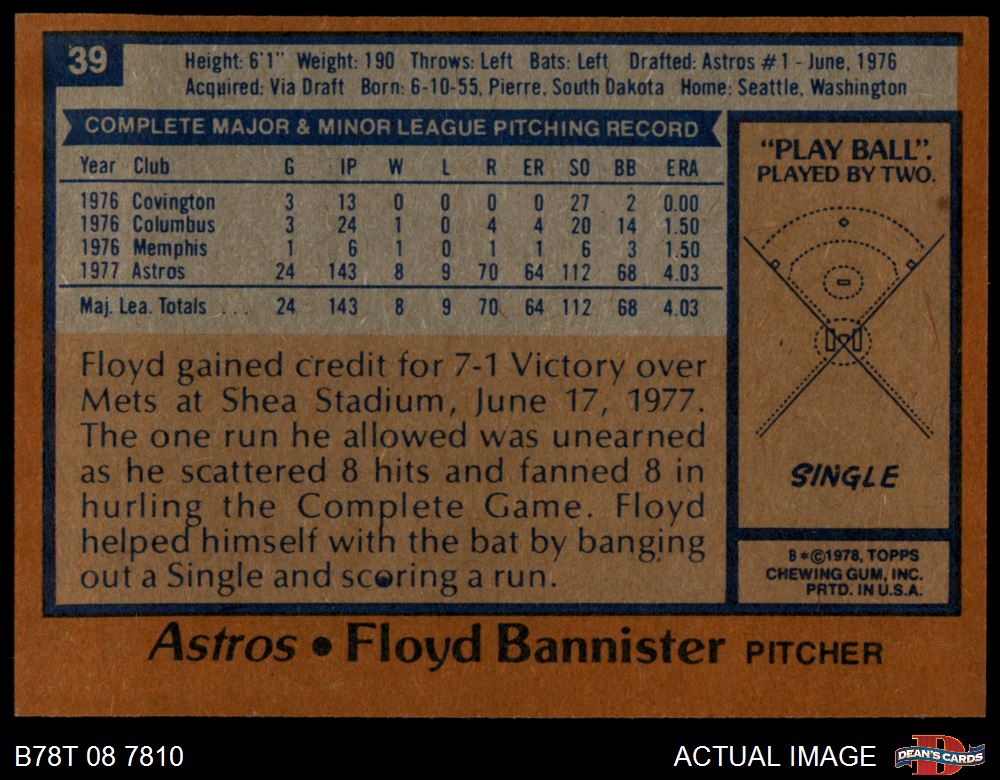 39
Height: 6'1" Weight: 190 Throws: Left Bats: Left Drafted: Astros #1 - June, 1976
Acquired: Via Draft Born: 6-10-55, Pierre, South Dakota Home: Seattle, Washington
COMPLETE MAJOR & MINOR LEAGUE PITCHING RECORD
Year Club G IP W L R ER SO BB ERA
1976 Covington 3 13 0 0 0 0 27 2 0.00
1976 Columbus 3 24 1 0 4 4 20 14 1.50
1976 Memphis 1 6 1 0 1 1 6 3 1.50
1977 Astros 24 143 8 9 70 64 112 68 4.03
Maj. Lea. Totals ... 24 143 8 9 70 64 112 68 4.03
Floyd gained credit for 7-1 Victory over
Mets at Shea Stadium, June 17, 1977.
The one run he allowed was unearned
as he scattered 8 hits and fanned 8 in
hurling the Complete Game. Floyd
helped himself with the bat by banging
out a Single and scoring a run.
"PLAY BALL".
PLAYED BY TWO.
SINGLE
B*©1978, TOPPS
CHEWING GUM, INC.
PRTD. IN U.S.A.
Astros • Floyd Bannister PITCHER
B78T 08 7810
ACTUAL IMAGE
D
DEAN'S CARDS